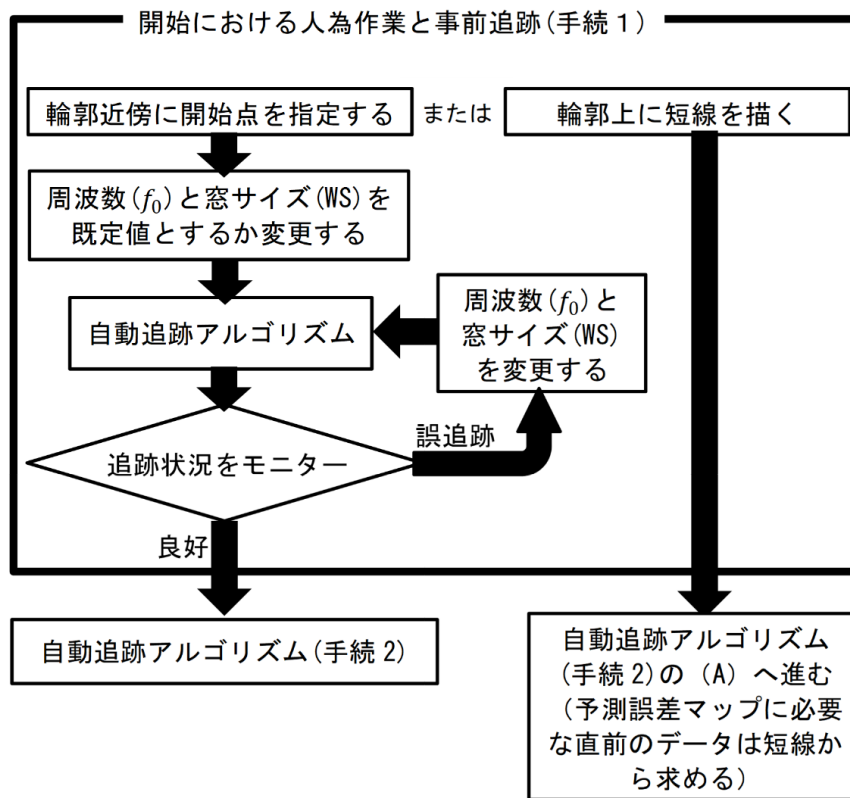 開始における人為作業と事前追跡(手続１)
輪郭近傍に開始点を指定する
または
輪郭上に短線を描く
周波数(f₀)と窓サイズ(WS)を
既定値とするか変更する
自動追跡アルゴリズム
周波数(f₀)と
窓サイズ(WS)
を変更する
追跡状況をモニター
誤追跡
良好
自動追跡アルゴリズム(手続2)
自動追跡アルゴリズム
(手続2)の（A）へ進む
（予測誤差マップに必要
な直前のデータは短線か
ら求める）